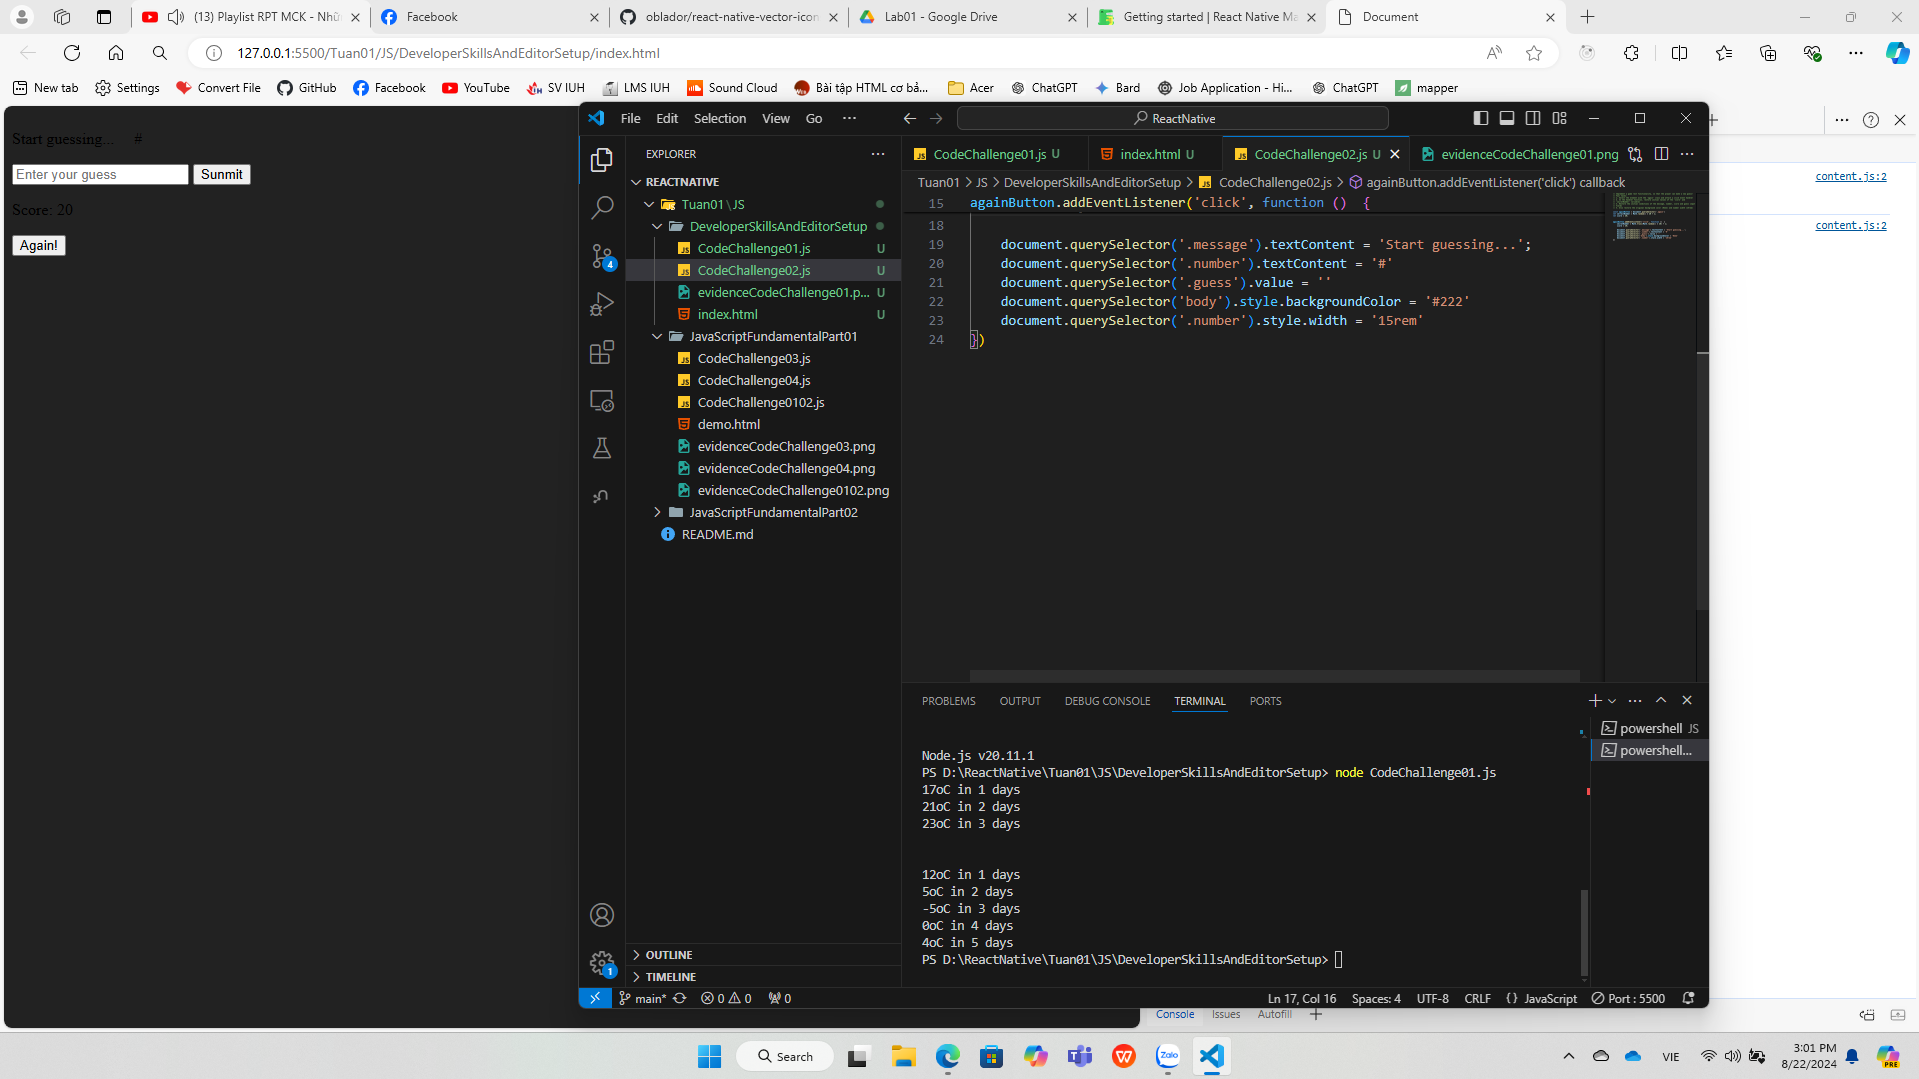 (13) Playlist RPT MCK - Nhữ
Facebook
oblador/react-native-vector-icon
Lab01 - Google Drive
Getting started | React Native Ma
Document
127.0.0.1:5500/Tuan01/JS/DeveloperSkillsAndEditorSetup/index.html
New tab
Settings
Convert File
GitHub
Facebook
YouTube
SV IUH
LMS IUH
Sound Cloud
Bài tập HTML cơ bả...
Acer
ChatGPT
Bard
Job Application - Hi...
ChatGPT
mapper
Start guessing... #
Enter your guess Sunmit
Score: 20
Again!
File Edit Selection View Go ...
ReactNative
EXPLORER
REACTNATIVE
Tuan01\JS
DeveloperSkillsAndEditorSetup
CodeChallenge01.js U
CodeChallenge02.js U
evidenceCodeChallenge01.p... U
index.html U
JavaScriptFundamentalPart01
CodeChallenge03.js
CodeChallenge04.js
CodeChallenge0102.js
demo.html
evidenceCodeChallenge03.png
evidenceCodeChallenge04.png
evidenceCodeChallenge0102.png
JavaScriptFundamentalPart02
README.md
OUTLINE
TIMELINE
4
1
CodeChallenge01.js U
index.html U
CodeChallenge02.js U
evidenceCodeChallenge01.png
Tuan01 > JS > DeveloperSkillsAndEditorSetup > CodeChallenge02.js > againButton.addEventListener('click') callback
15 againButton.addEventListener('click', function () {
18
19 document.querySelector('.message').textContent = 'Start guessing...';
20 document.querySelector('.number').textContent = '#'
21 document.querySelector('.guess').value = ''
22 document.querySelector('body').style.backgroundColor = '#222'
23 document.querySelector('.number').style.width = '15rem'
24 })
PROBLEMS OUTPUT DEBUG CONSOLE TERMINAL PORTS
powershell JS
powershell...
Node.js v20.11.1
PS D:\ReactNative\Tuan01\JS\DeveloperSkillsAndEditorSetup> node CodeChallenge01.js
17oC in 1 days
21oC in 2 days
23oC in 3 days
12oC in 1 days
5oC in 2 days
-5oC in 3 days
0oC in 4 days
4oC in 5 days
PS D:\ReactNative\Tuan01\JS\DeveloperSkillsAndEditorSetup>
main* 0 0 0
Ln 17, Col 16 Spaces: 4 UTF-8 CRLF {} JavaScript Port : 5500
content.js:2
content.js:2
Console Issues Autofill
Search
Zalo
VIE
3:01 PM
8/22/2024
PRE